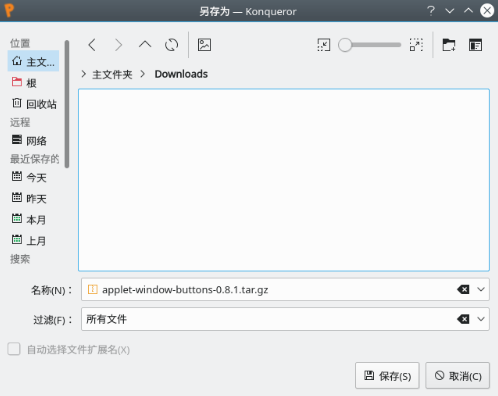 另存为 — Konqueror
位置
主文...
根
回收站
远程
网络
最近保存的
今天
昨天
本月
上月
搜索
主文件夹 > Downloads
名称(N)：
applet-window-buttons-0.8.1.tar.gz
过滤(F)：
所有文件
自动选择文件扩展名(X)
保存(S)
取消(C)